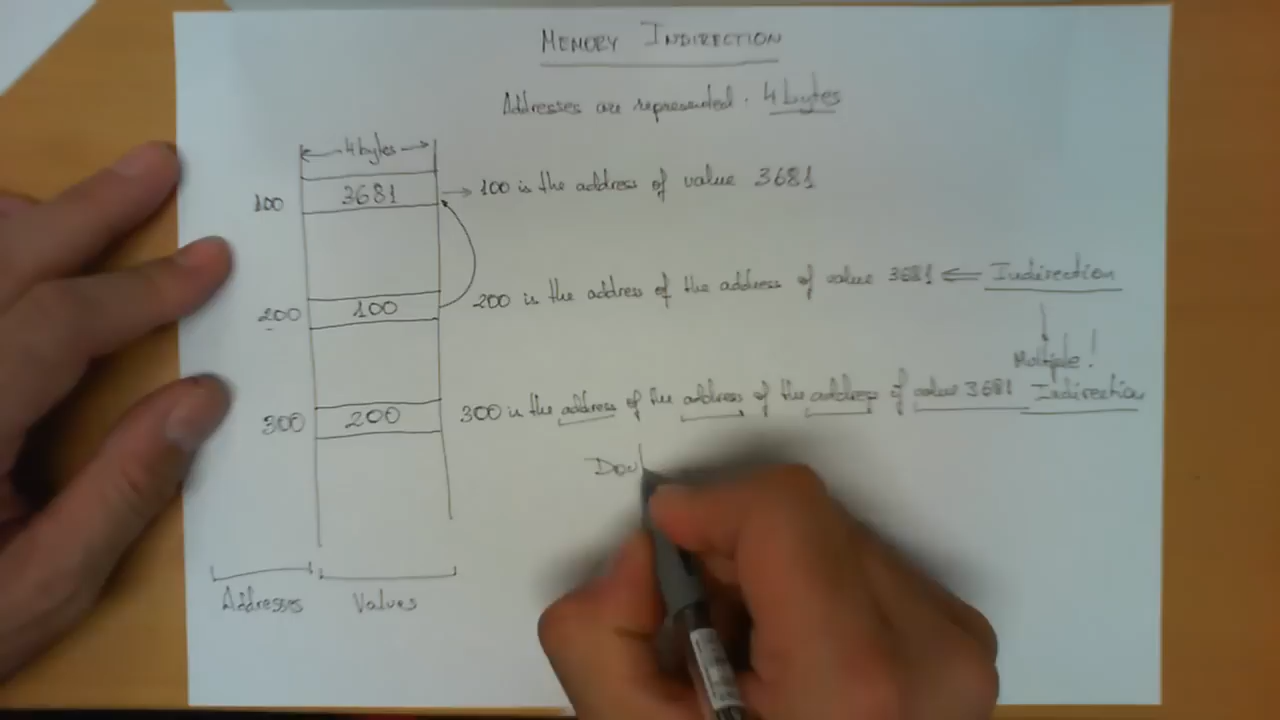 MEMORY INDIRECTION
Addresses are represented. 4 bytes
4 bytes
100 3681 → 100 is the address of value 3681
200 100 200 is the address of the address of value 3681 ⇐ Indirection
Multiple!
300 200 300 is the address of the address of the address of value 3681 Indirection
Dou
Addresses Values